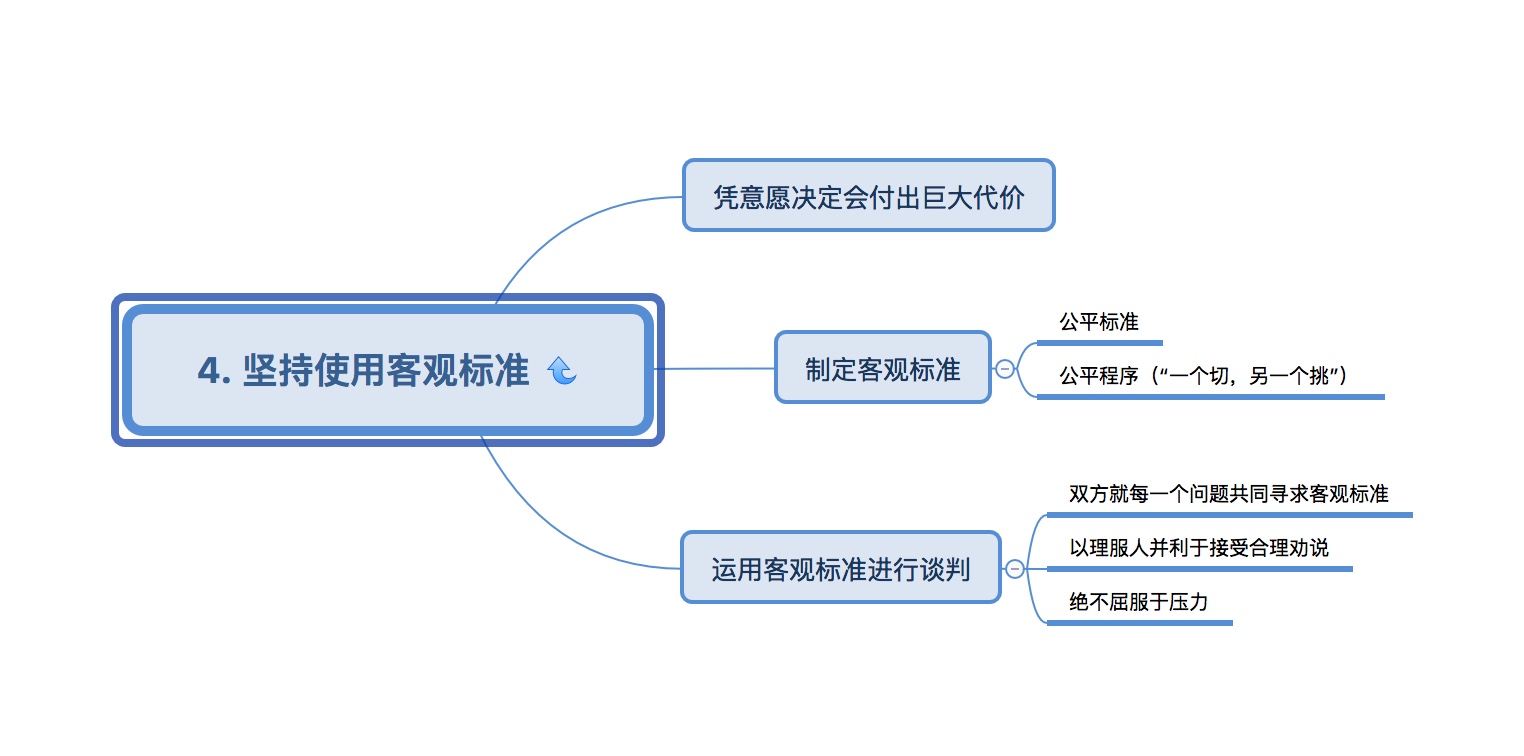 4. 坚持使用客观标准
凭意愿决定会付出巨大代价
制定客观标准
公平标准
公平程序（“一个切，另一个挑”）
运用客观标准进行谈判
双方就每一个问题共同寻求客观标准
以理服人并利于接受合理劝说
绝不屈服于压力